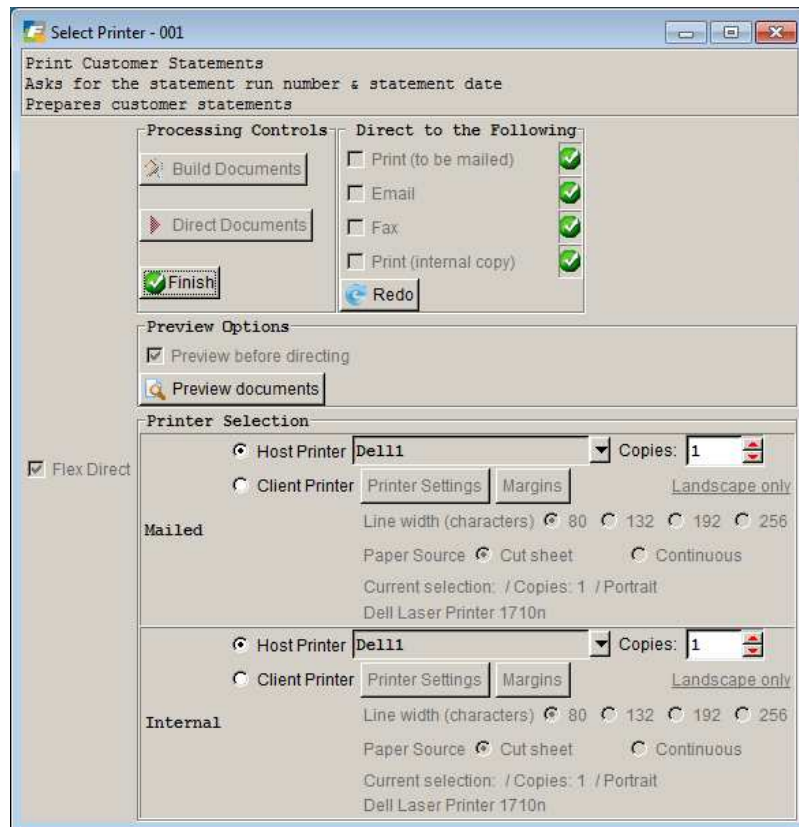 Select Printer - 001
Print Customer Statements
Asks for the statement run number & statement date
Prepares customer statements
Processing Controls
Direct to the Following
Build Documents
Print (to be mailed)
Email
Direct Documents
Fax
Print (internal copy)
Finish
Redo
Preview Options
Preview before directing
Preview documents
Printer Selection
Flex Direct
Mailed
Host Printer Dell1 Copies: 1
Client Printer Printer Settings Margins Landscape only
Line width (characters) 80 132 192 256
Paper Source Cut sheet Continuous
Current selection: / Copies: 1 / Portrait
Dell Laser Printer 1710n
Internal
Host Printer Dell1 Copies: 1
Client Printer Printer Settings Margins Landscape only
Line width (characters) 80 132 192 256
Paper Source Cut sheet Continuous
Current selection: / Copies: 1 / Portrait
Dell Laser Printer 1710n